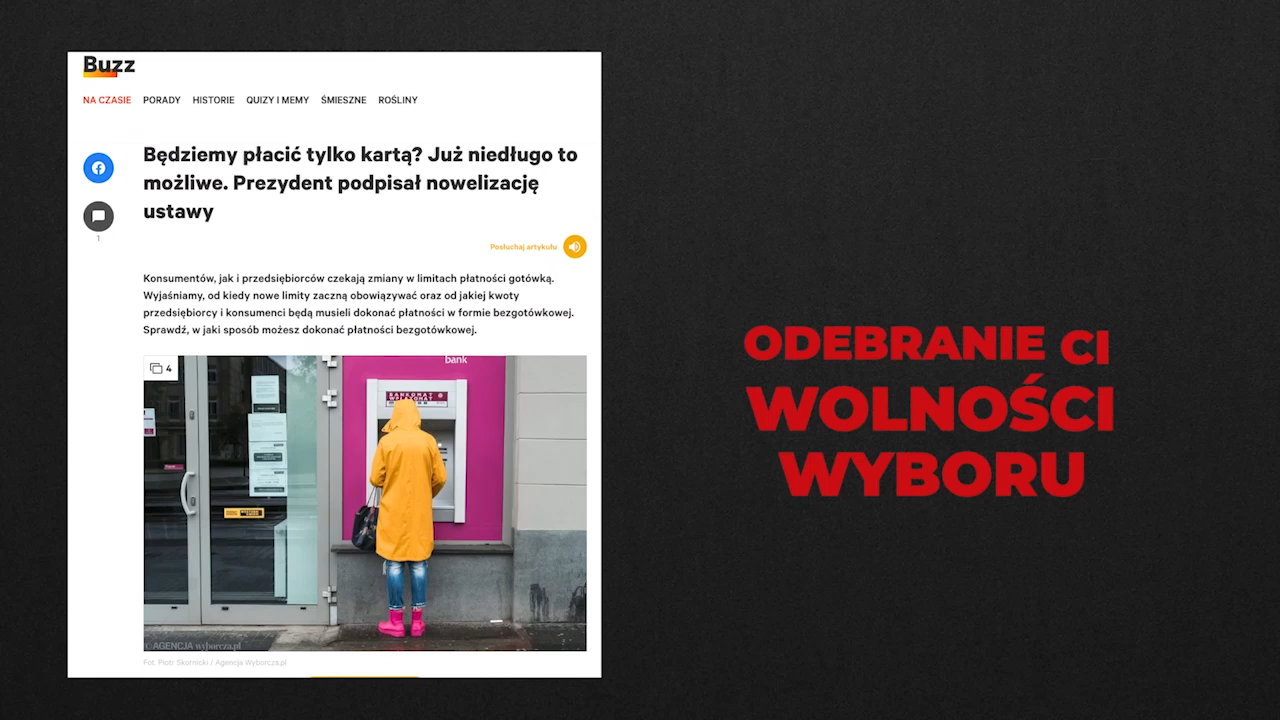 Buzz
NA CZASIE PORADY HISTORIE QUIZY I MEMY ŚMIESZNE ROŚLINY
Będziemy płacić tylko kartą? Już niedługo to
możliwe. Prezydent podpisał nowelizację
ustawy
1
Posłuchaj artykułu
Konsumentów, jak i przedsiębiorców czekają zmiany w limitach płatności gotówką.
Wyjaśniamy, od kiedy nowe limity zaczną obowiązywać oraz od jakiej kwoty
przedsiębiorcy i konsumenci będą musieli dokonać płatności w formie bezgotówkowej.
Sprawdź, w jaki sposób możesz dokonać płatności bezgotówkowej.
4
bank
BANKOMAT
©AGENCJA wyborcza.pl
Fot. Piotr Skornicki / Agencja Wyborcza.pl
ODEBRANIE CI
WOLNOŚCI
WYBORU